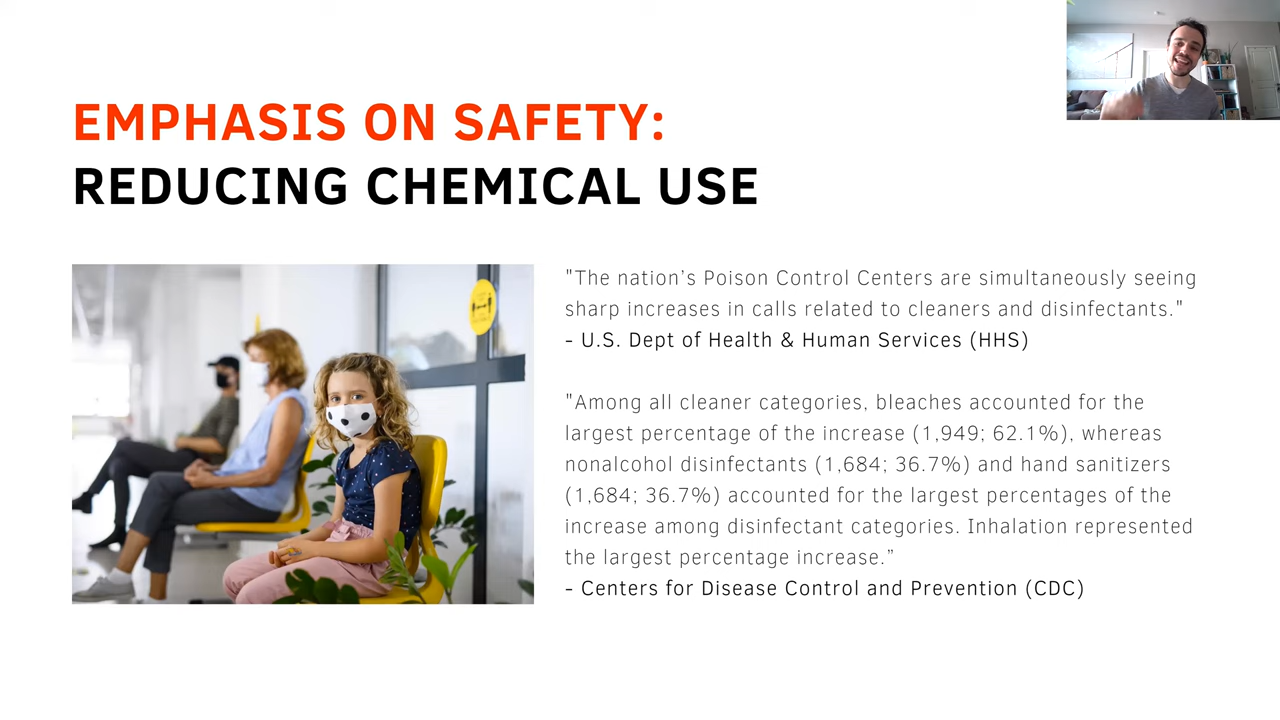 EMPHASIS ON SAFETY:
REDUCING CHEMICAL USE
"The nation’s Poison Control Centers are simultaneously seeing
sharp increases in calls related to cleaners and disinfectants."
- U.S. Dept of Health & Human Services (HHS)
"Among all cleaner categories, bleaches accounted for the
largest percentage of the increase (1,949; 62.1%), whereas
nonalcohol disinfectants (1,684; 36.7%) and hand sanitizers
(1,684; 36.7%) accounted for the largest percentages of the
increase among disinfectant categories. Inhalation represented
the largest percentage increase.”
- Centers for Disease Control and Prevention (CDC)